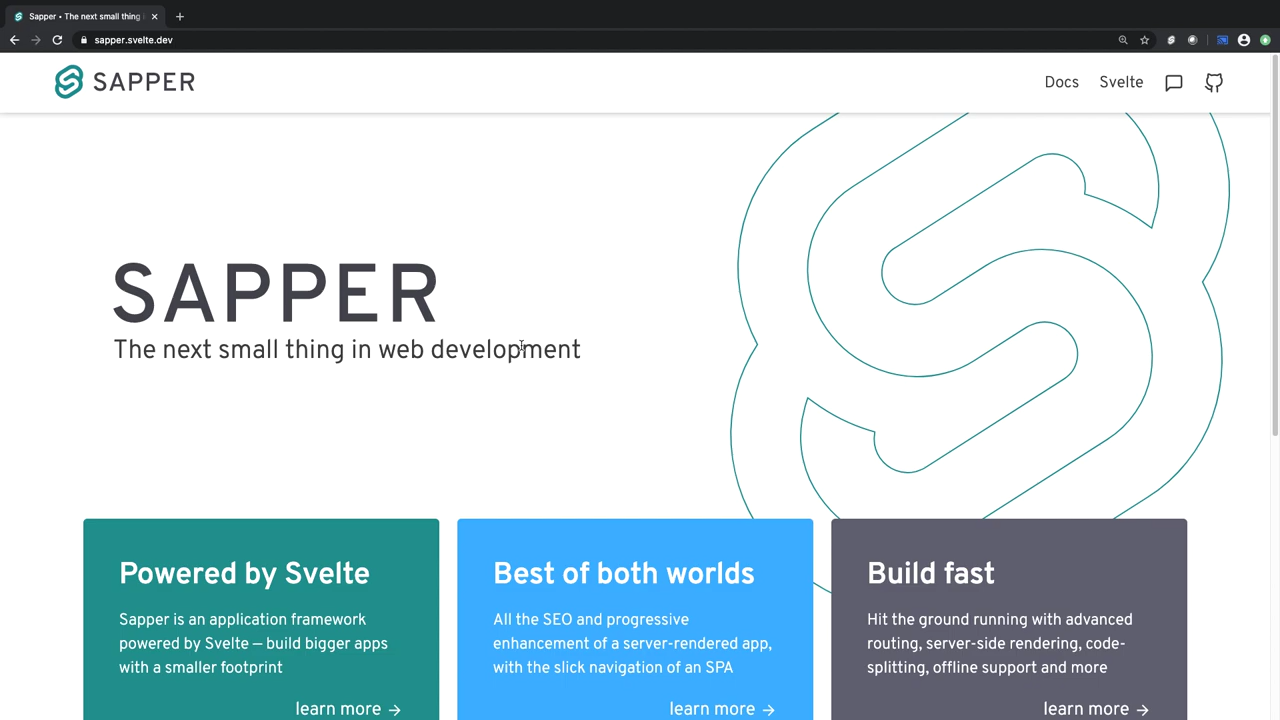 Sapper • The next small thing
sapper.svelte.dev
SAPPER
Docs
Svelte
SAPPER
The next small thing in web development
Powered by Svelte
Sapper is an application framework
powered by Svelte — build bigger apps
with a smaller footprint
learn more →
Best of both worlds
All the SEO and progressive
enhancement of a server-rendered app,
with the slick navigation of an SPA
learn more →
Build fast
Hit the ground running with advanced
routing, server-side rendering, code-
splitting, offline support and more
learn more →